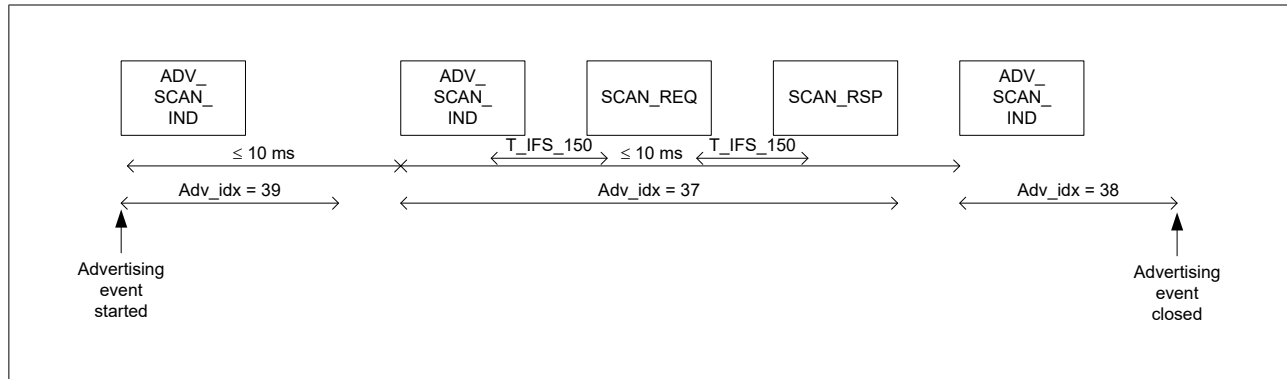 ADV_
SCAN_
IND
ADV_
SCAN_
IND
SCAN_REQ
SCAN_RSP
ADV_
SCAN_
IND
T_IFS_150
T_IFS_150
≤ 10 ms
≤ 10 ms
Adv_idx = 39
Adv_idx = 37
Adv_idx = 38
Advertising
event
started
Advertising
event
closed